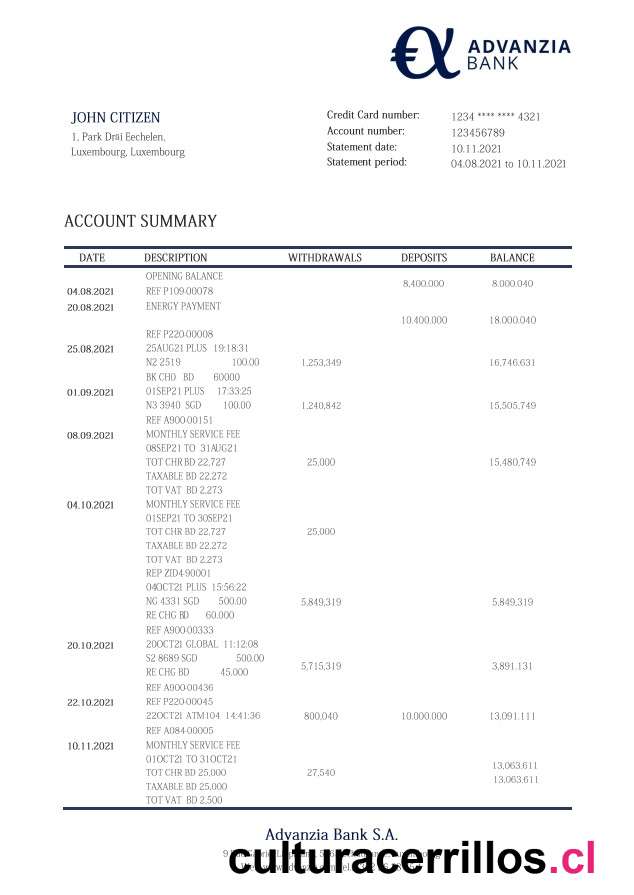 €α ADVANZIA
BANK
JOHN CITIZEN
1, Park Dräi Eechelen,
Luxembourg, Luxembourg
Credit Card number: 1234 **** **** 4321
Account number: 123456789
Statement date: 10.11.2021
Statement period: 04.08.2021 to 10.11.2021
ACCOUNT SUMMARY
DATE DESCRIPTION WITHDRAWALS DEPOSITS BALANCE
OPENING BALANCE 8,400.000 8.000.040
04.08.2021 REF P109-00078
20.08.2021 ENERGY PAYMENT
10.400.000 18.000.040
REF P220-00008
25.08.2021 25AUG21 PLUS 19:18:31
N2 2519 100.00 1,253,349 16,746.631
BK CHO BD 60000
01.09.2021 01SEP21 PLUS 17:33:25
N3 3940 SGD 100.00 1,240,842 15,505,749
REF A900-00151
08.09.2021 MONTHLY SERVICE FEE
08SEP21 TO 31AUG21
TOT CHR BD 22,727 25,000 15,480,749
TAXABLE BD 22,272
TOT VAT BD 2,273
04.10.2021 MONTHLY SERVICE FEE
01SEP21 TO 30SEP21
TOT CHR BD 22,727 25,000
TAXABLE BD 22,272
TOT VAT BD 2,273
REP ZID4-90001
04OCT21 PLUS 15:56:22
NG 4331 SGD 500.00 5,849,319 5,849,319
RE CHG BD 60.000
REF A900-00333
20.10.2021 20OCT21 GLOBAL 11:12:08
S2 8689 SGD 500.00
5,715,319 3,891.131
RE CHG BD 45.000
REF A900-00436
22.10.2021 REF P220-00045
22OCT21 ATM104 14:41:36 800,040 10.000.000 13,091.111
REF A084-00005
10.11.2021 MONTHLY SERVICE FEE
01OCT21 TO 31OCT21
13,063.611
TOT CHR BD 25,000 27,540
13,063,611
TAXABLE BD 25,000
TOT VAT BD 2,500
Advanzia Bank S.A.
culturacerrillos.cl